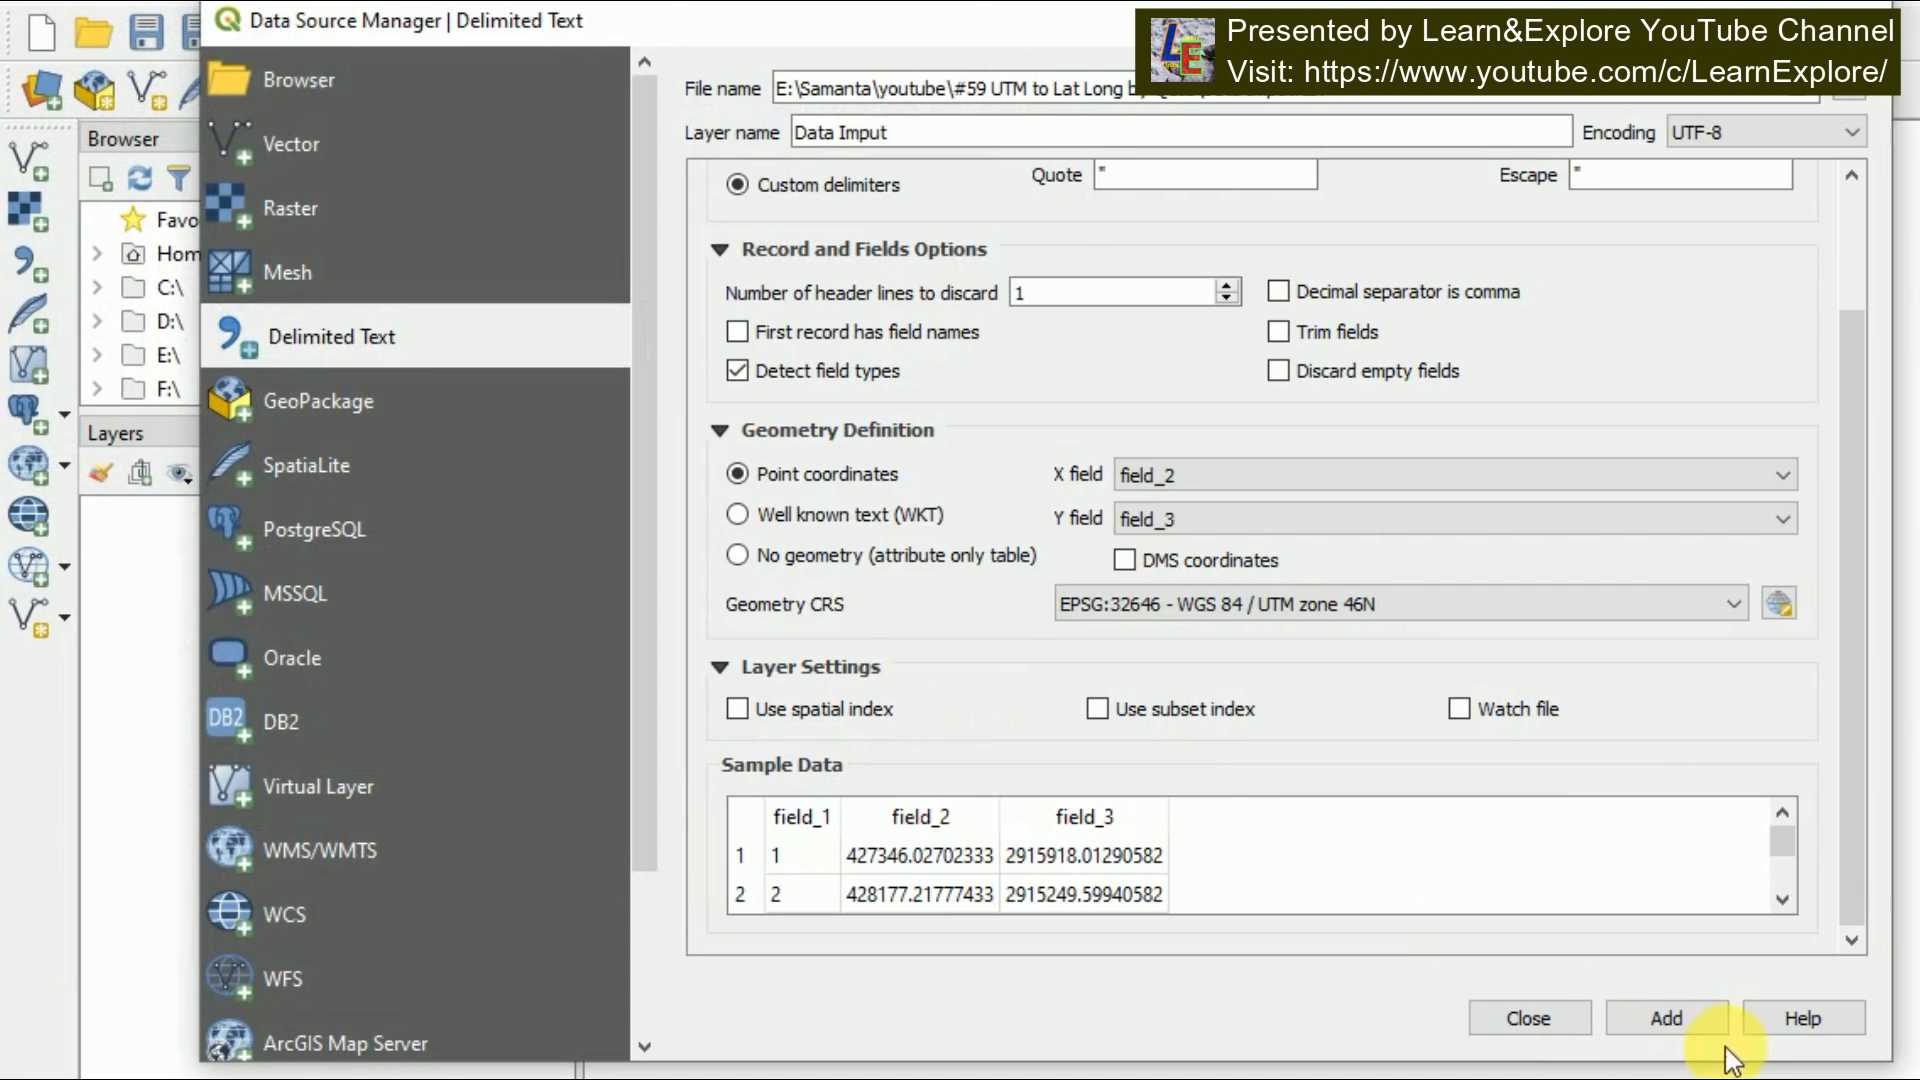 Data Source Manager | Delimited Text
Presented by Learn&Explore YouTube Channel
Visit: https://www.youtube.com/c/LearnExplore/
Browser
Favo
Hom
C:\
D:\
E:\
F:\
Layers
Browser
Vector
Raster
Mesh
Delimited Text
GeoPackage
SpatiaLite
PostgreSQL
MSSQL
Oracle
DB2
DB2
Virtual Layer
WMS/WMTS
WCS
WFS
ArcGIS Map Server
File name E:\Samanta\youtube\#59 UTM to Lat Long
Layer name Data Imput Encoding UTF-8
Custom delimiters Quote " Escape "
Record and Fields Options
Number of header lines to discard 1 Decimal separator is comma
First record has field names Trim fields
Detect field types Discard empty fields
Geometry Definition
Point coordinates X field field_2
Well known text (WKT) Y field field_3
No geometry (attribute only table) DMS coordinates
Geometry CRS EPSG:32646 - WGS 84 / UTM zone 46N
Layer Settings
Use spatial index Use subset index Watch file
Sample Data
field_1 field_2 field_3
1 1 427346.02702333 2915918.01290582
2 2 428177.21777433 2915249.59940582
Close Add Help